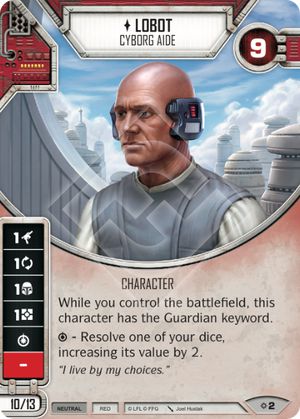 LOBOT
CYBORG AIDE
9
1
1
1
1
-
10/13
CHARACTER
While you control the battlefield, this
character has the Guardian keyword.
- Resolve one of your dice,
increasing its value by 2.
"I live by my choices."
NEUTRAL RED © LFL © FFG Joel Hustak 2